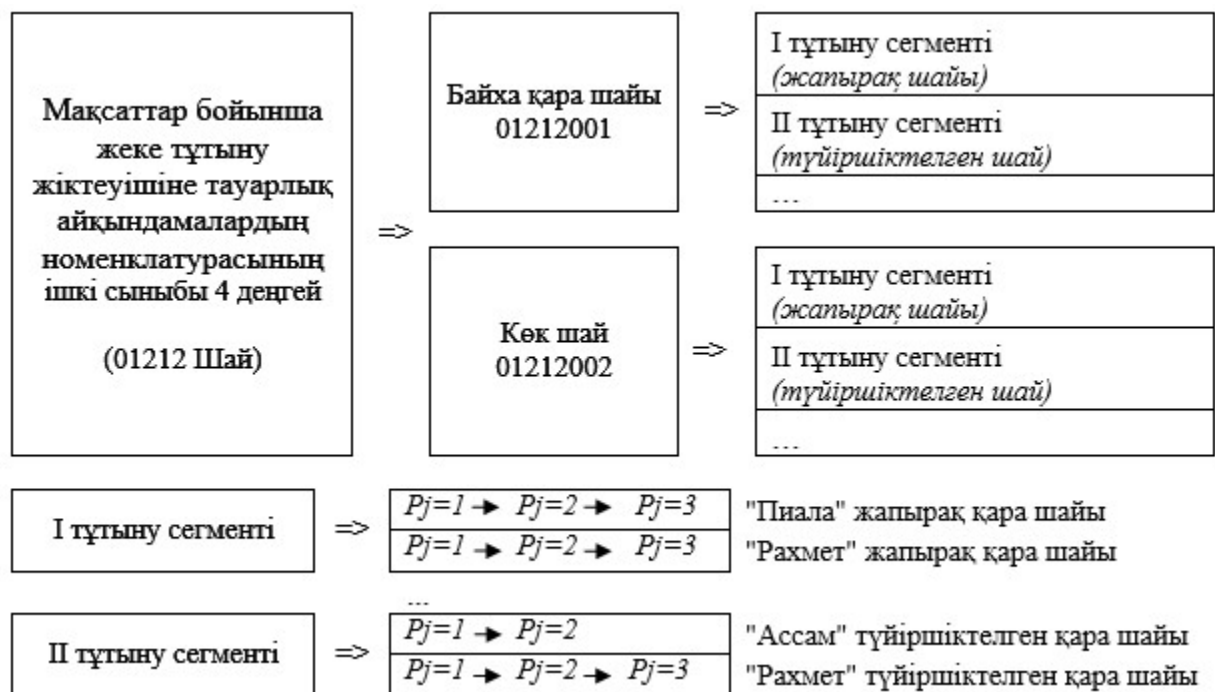 Мақсаттар бойынша
жеке тұтыну
жіктеуішіне тауарлық
айқындамалардың
номенклатурасының
ішкі сыныбы 4 деңгей
(01212 Шай)
=>
Байха қара шайы
01212001
=>
I тұтыну сегменті
(жапырақ шайы)
II тұтыну сегменті
(түйіршіктелген шай)
...
Көк шай
01212002
=>
I тұтыну сегменті
(жапырақ шайы)
II тұтыну сегменті
(түйіршіктелген шай)
...
I тұтыну сегменті
=>
Pj=1 → Pj=2 → Pj=3 "Пиала" жапырақ қара шайы
Pj=1 → Pj=2 → Pj=3 "Рахмет" жапырақ қара шайы
...
II тұтыну сегменті
=>
Pj=1 → Pj=2 "Ассам" түйіршіктелген қара шайы
Pj=1 → Pj=2 → Pj=3 "Рахмет" түйіршіктелген қара шайы